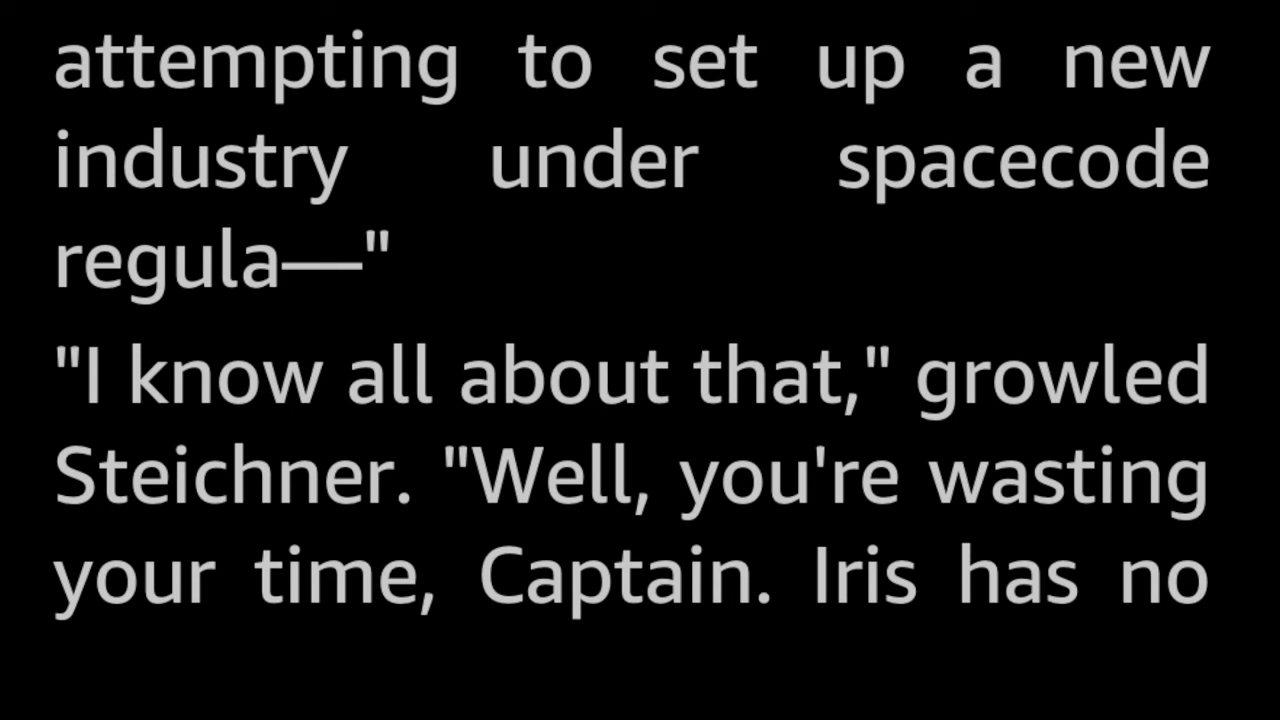 attempting to set up a new
industry under spacecode
regula—"
"I know all about that," growled
Steichner. "Well, you're wasting
your time, Captain. Iris has no